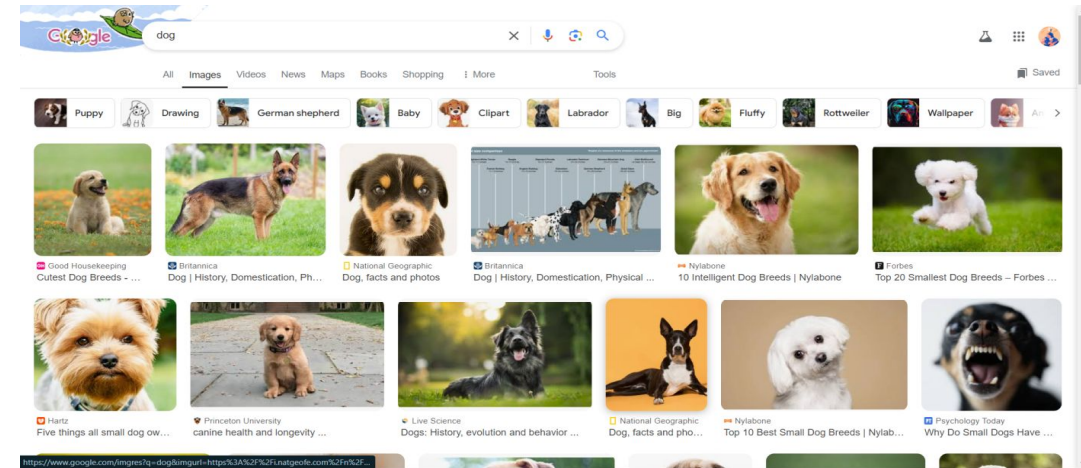 Google
dog
All Images Videos News Maps Books Shopping More Tools
Saved
Puppy Drawing German shepherd Baby Clipart Labrador Big Fluffy Rottweiler Wallpaper
Good Housekeeping
Cutest Dog Breeds - ...
Britannica
Dog | History, Domestication, Ph...
National Geographic
Dog, facts and photos
Britannica
Dog | History, Domestication, Physical ...
Nylabone
10 Intelligent Dog Breeds | Nylabone
Forbes
Top 20 Smallest Dog Breeds – Forbes ...
Hartz
Five things all small dog ow...
Princeton University
canine health and longevity ...
Live Science
Dogs: History, evolution and behavior ...
National Geographic
Dog, facts and pho...
Nylabone
Top 10 Best Small Dog Breeds | Nylab...
Psychology Today
Why Do Small Dogs Have ...
https://www.google.com/imgres?q=dog&imgurl=https%3A%2F%2Fi.natgeofe.com%2Fn%2F...